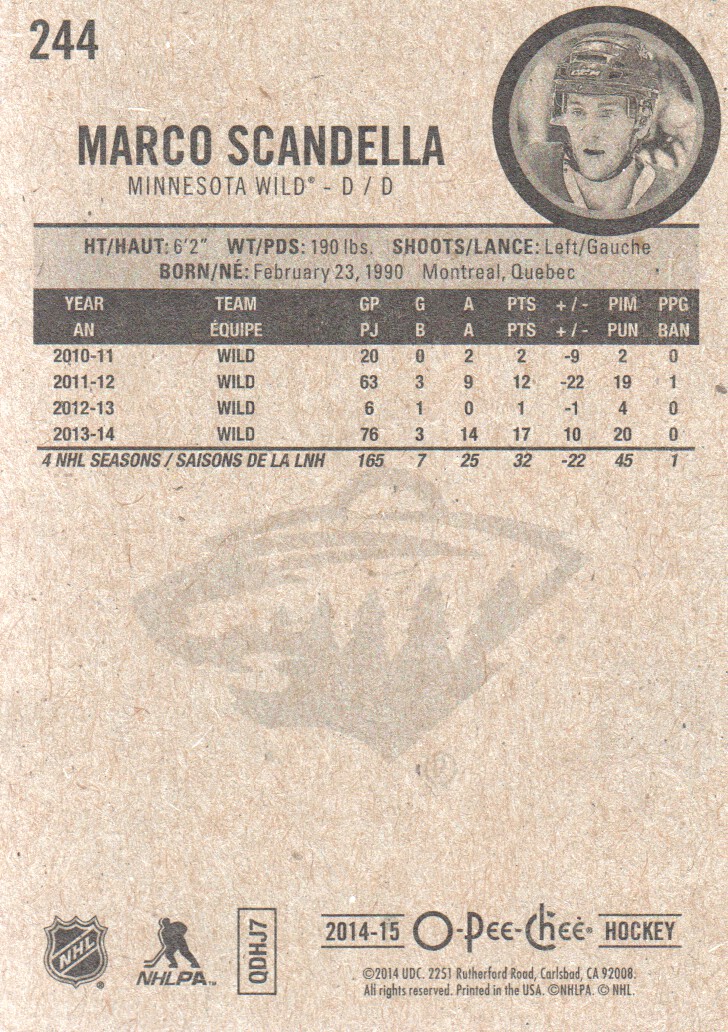 244
MARCO SCANDELLA
MINNESOTA WILD® - D / D
HT/HAUT: 6'2" WT/PDS: 190 lbs. SHOOTS/LANCE: Left/Gauche
BORN/NÉ: February 23, 1990 Montreal, Quebec
YEAR TEAM GP G A PTS + / - PIM PPG
AN ÉQUIPE PJ B A PTS + / - PUN BAN
2010-11 WILD 20 0 2 2 -9 2 0
2011-12 WILD 63 3 9 12 -22 19 1
2012-13 WILD 6 1 0 1 -1 4 0
2013-14 WILD 76 3 14 17 10 20 0
4 NHL SEASONS / SAISONS DE LA LNH 165 7 25 32 -22 45 1
®
NHL ®
NHLPA™
QDHJ7
2014-15 O-Pee-Chee® HOCKEY
©2014 UDC. 2251 Rutherford Road, Carlsbad, CA 92008.
All rights reserved. Printed in the USA. ©NHLPA. © NHL.